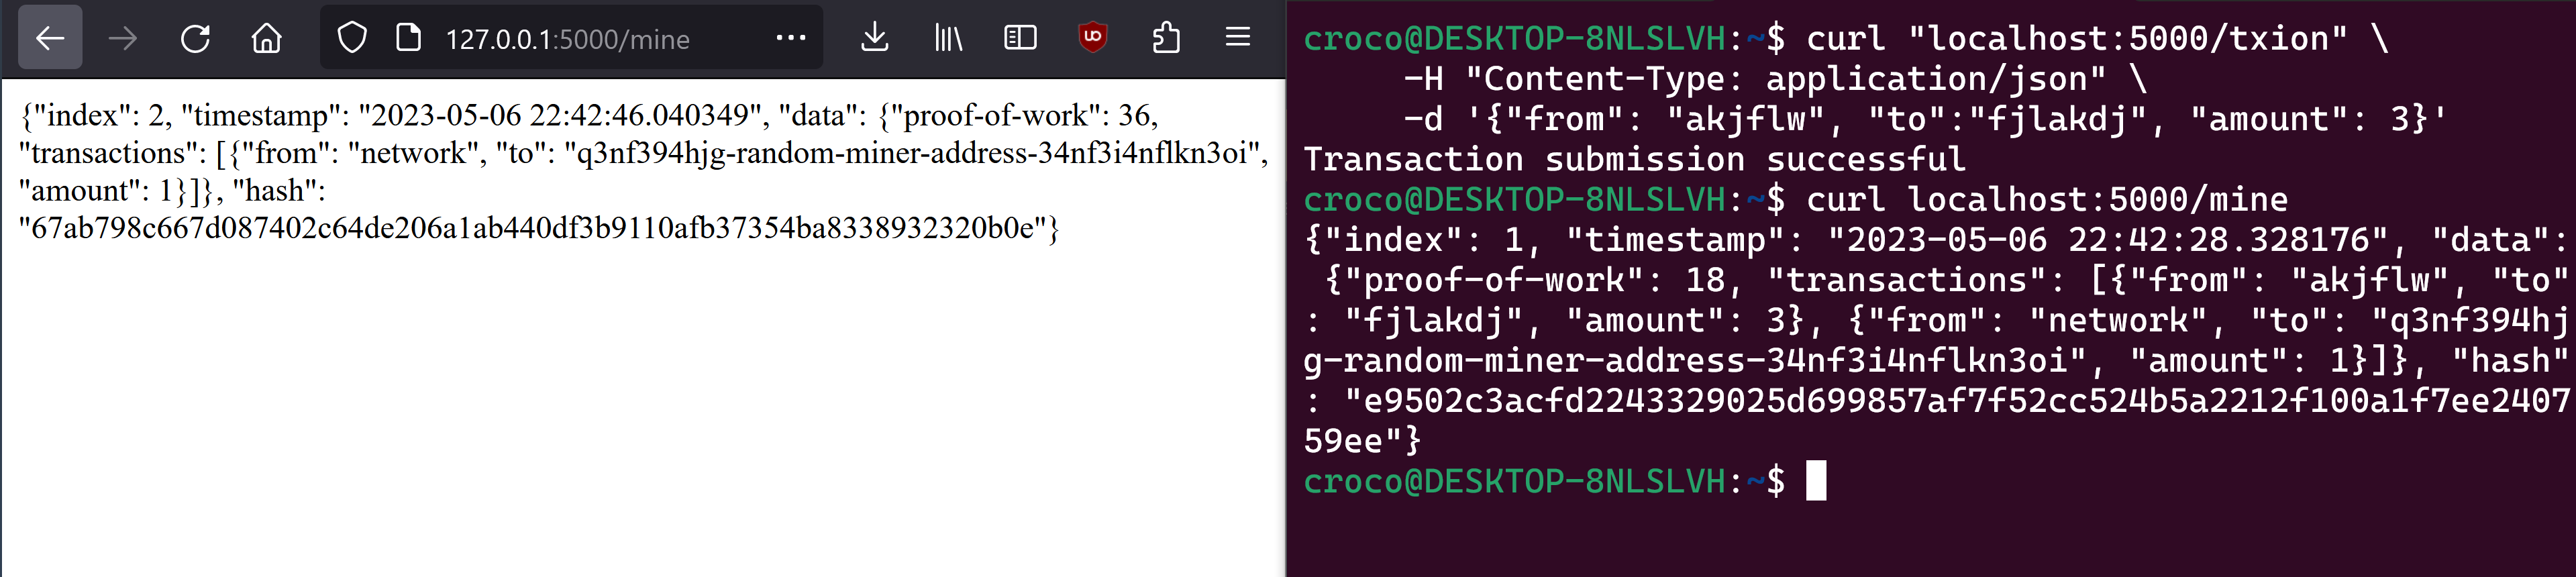 127.0.0.1:5000/mine
{"index": 2, "timestamp": "2023-05-06 22:42:46.040349", "data": {"proof-of-work": 36,
"transactions": [{"from": "network", "to": "q3nf394hjg-random-miner-address-34nf3i4nflkn3oi",
"amount": 1}]}, "hash":
"67ab798c667d087402c64de206a1ab440df3b9110afb37354ba8338932320b0e"}
croco@DESKTOP-8NLSLVH:~$ curl "localhost:5000/txion" \
     -H "Content-Type: application/json" \
     -d '{"from": "akjflw", "to":"fjlakdj", "amount": 3}'
Transaction submission successful
croco@DESKTOP-8NLSLVH:~$ curl localhost:5000/mine
{"index": 1, "timestamp": "2023-05-06 22:42:28.328176", "data":
 {"proof-of-work": 18, "transactions": [{"from": "akjflw", "to"
: "fjlakdj", "amount": 3}, {"from": "network", "to": "q3nf394hj
g-random-miner-address-34nf3i4nflkn3oi", "amount": 1}]}, "hash"
: "e9502c3acfd2243329025d699857af7f52cc524b5a2212f100a1f7ee2407
59ee"}
croco@DESKTOP-8NLSLVH:~$